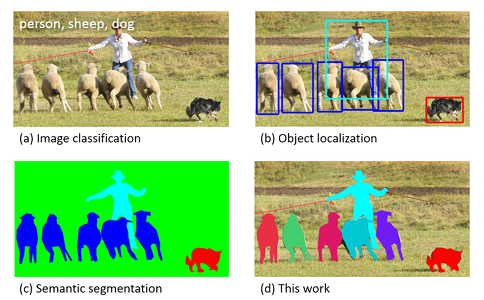 person, sheep, dog
(a) Image classification
(b) Object localization
(c) Semantic segmentation
(d) This work